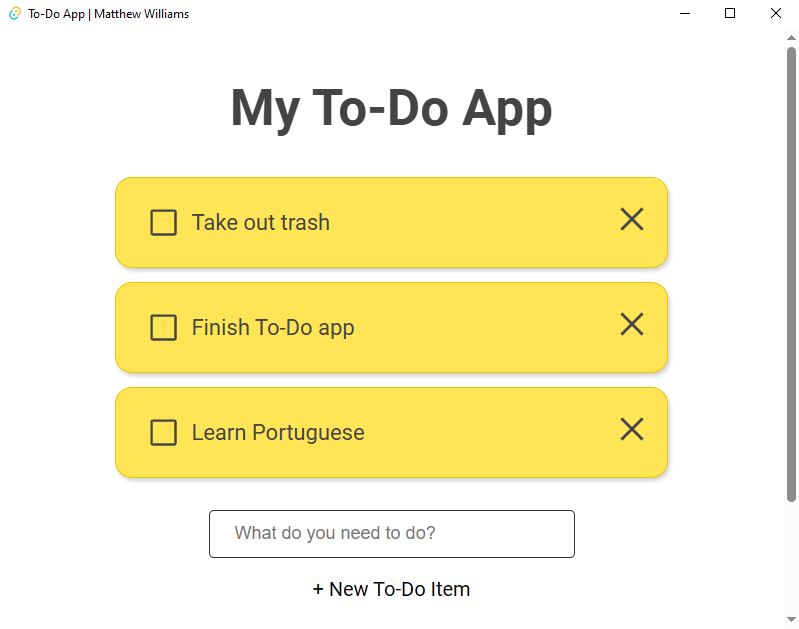 To-Do App | Matthew Williams
My To-Do App
Take out trash
Finish To-Do app
Learn Portuguese
What do you need to do?
+ New To-Do Item